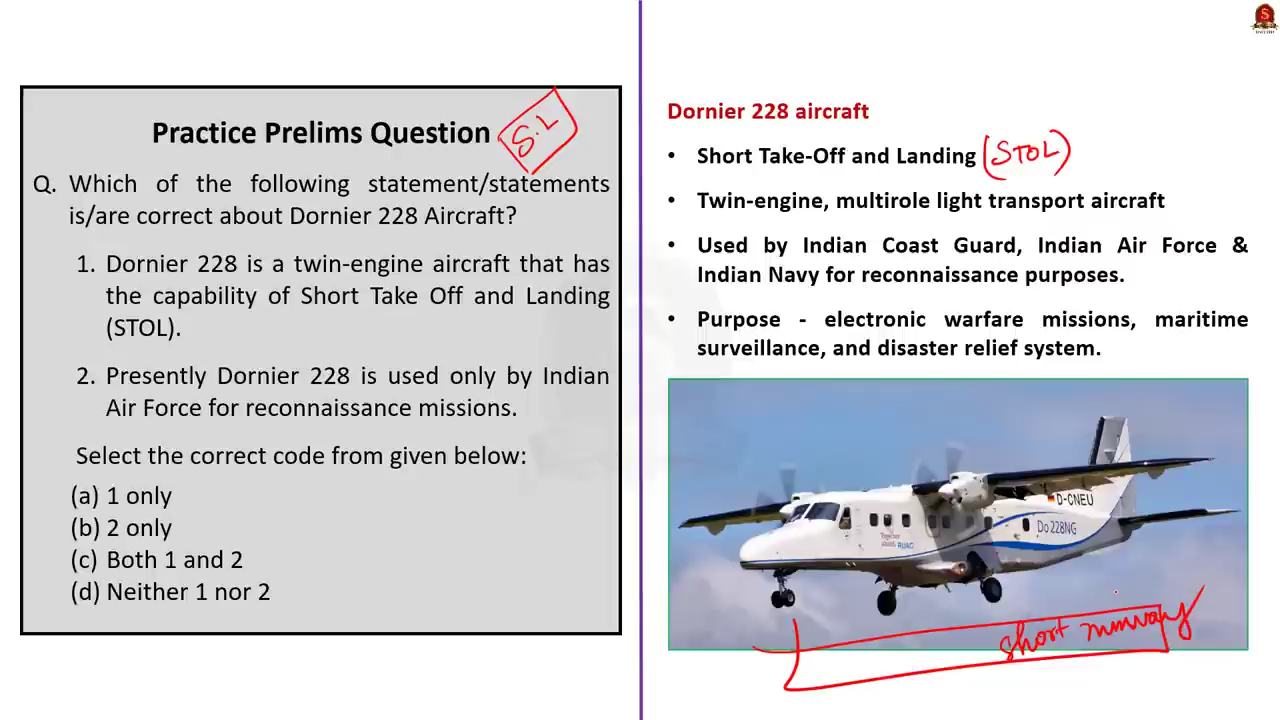 Practice Prelims Question
S.L
Q. Which of the following statement/statements
is/are correct about Dornier 228 Aircraft?
1. Dornier 228 is a twin-engine aircraft that has
the capability of Short Take Off and Landing
(STOL).
2. Presently Dornier 228 is used only by Indian
Air Force for reconnaissance missions.
Select the correct code from given below:
(a) 1 only
(b) 2 only
(c) Both 1 and 2
(d) Neither 1 nor 2
Dornier 228 aircraft
• Short Take-Off and Landing (STOL)
• Twin-engine, multirole light transport aircraft
• Used by Indian Coast Guard, Indian Air Force &
Indian Navy for reconnaissance purposes.
• Purpose - electronic warfare missions, maritime
surveillance, and disaster relief system.
D-CNEU
Do 228NG
RUAG
short runway
S